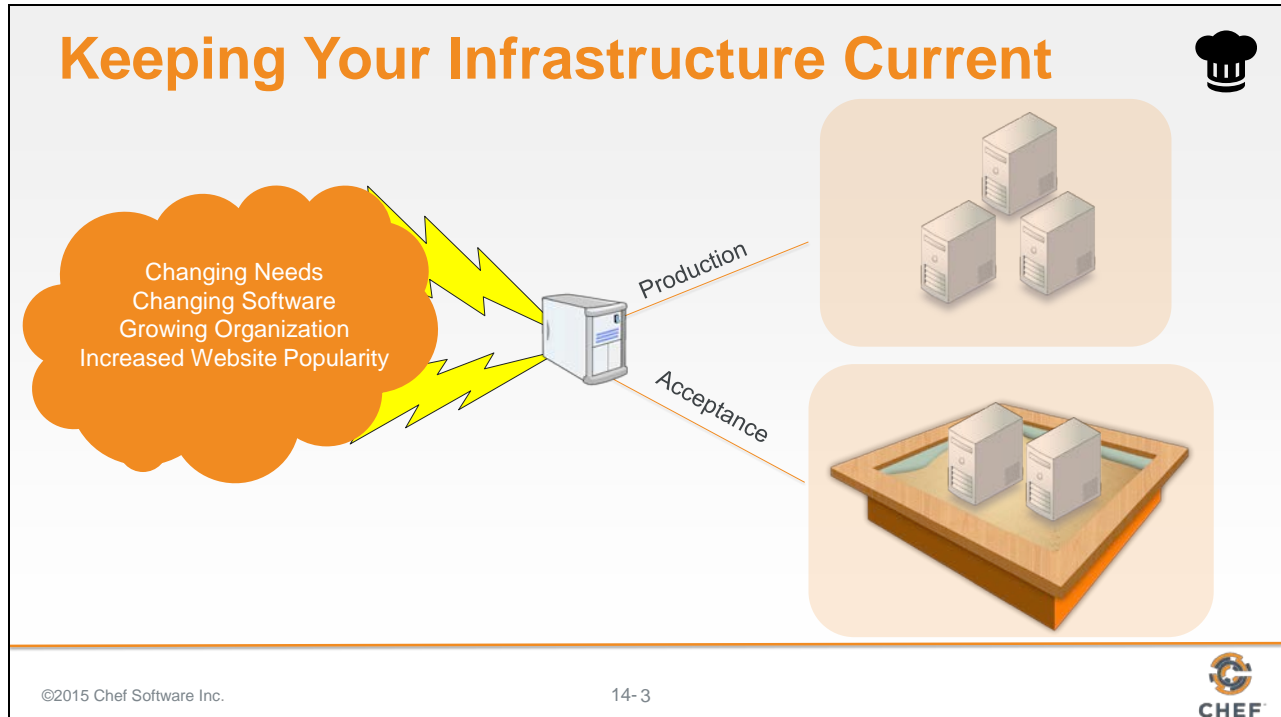 Keeping Your Infrastructure Current
Changing Needs
Changing Software
Growing Organization
Increased Website Popularity
Production
Acceptance
©2015 Chef Software Inc.
14- 3
CHEF